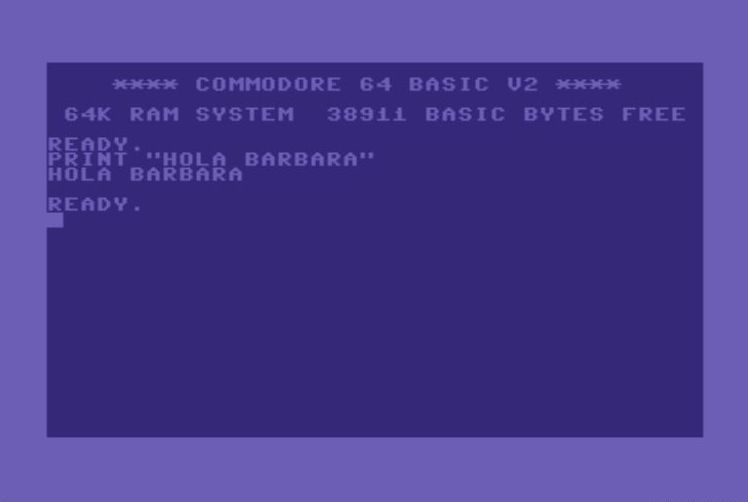 **** COMMODORE 64 BASIC V2 ****
64K RAM SYSTEM 38911 BASIC BYTES FREE
READY.
PRINT "HOLA BARBARA"
HOLA BARBARA
READY.